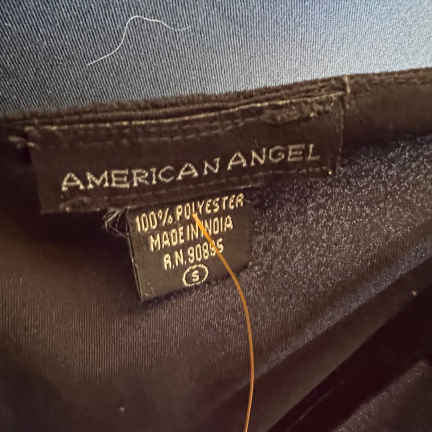 AMERICAN ANGEL
100% POLYESTER
MADE IN INDIA
R.N. 90895
S